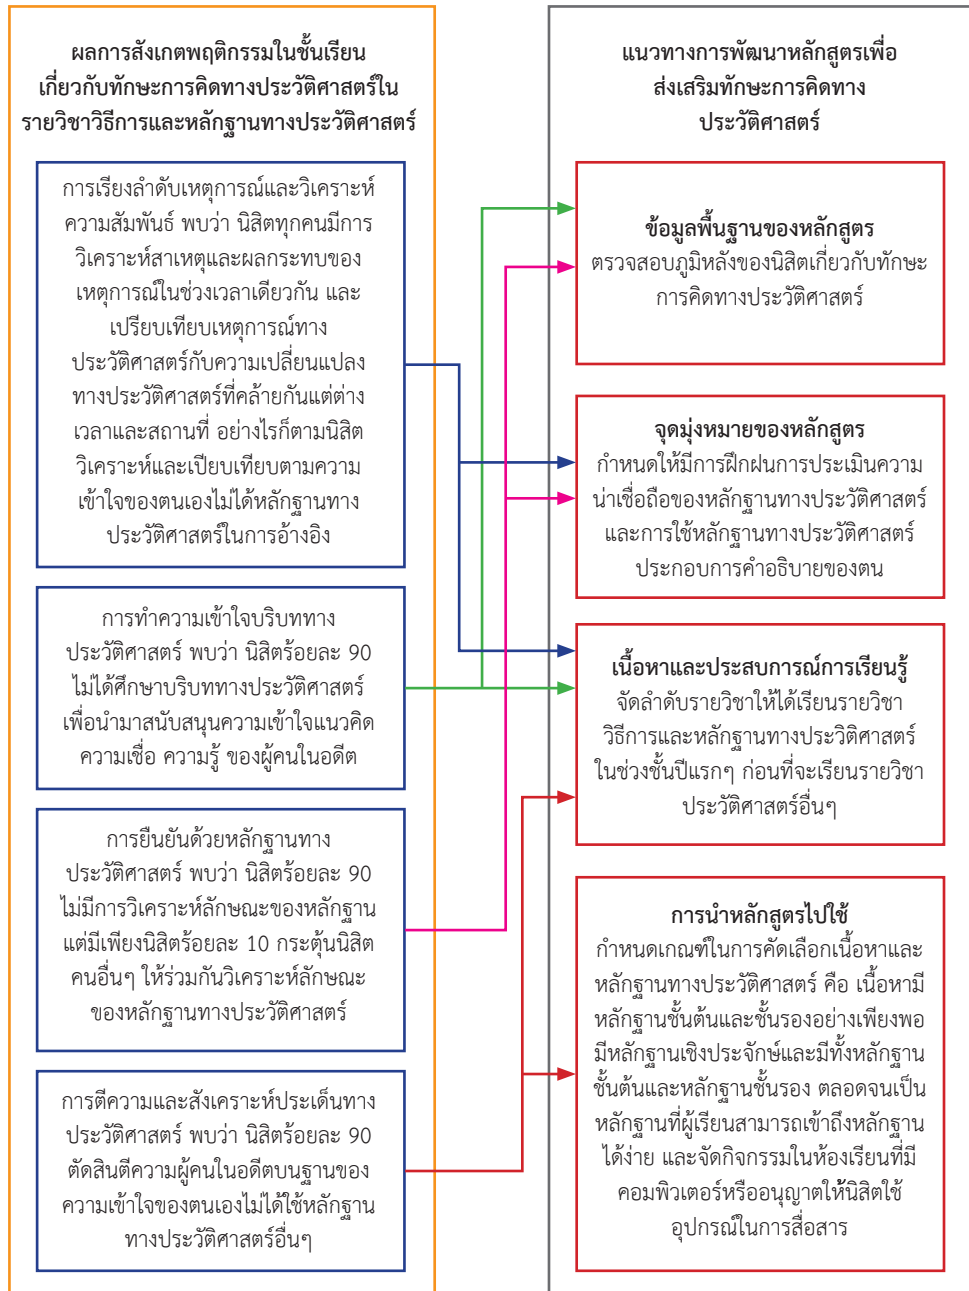 ผลการสังเกตพฤติกรรมในชั้นเรียน
เกี่ยวกับทักษะการคิดทางประวัติศาสตร์ใน
รายวิชาวิธีการและหลักฐานทางประวัติศาสตร์
การเรียงลำดับเหตุการณ์และวิเคราะห์
ความสัมพันธ์ พบว่า นิสิตทุกคนมีการ
วิเคราะห์สาเหตุและผลกระทบของ
เหตุการณ์ในช่วงเวลาเดียวกัน และ
เปรียบเทียบเหตุการณ์ทาง
ประวัติศาสตร์กับความเปลี่ยนแปลง
ทางประวัติศาสตร์ที่คล้ายกันแต่ต่าง
เวลาและสถานที่ อย่างไรก็ตามนิสิต
วิเคราะห์และเปียบเทียบตามความ
เข้าใจของตนเองไม่ได้หลักฐานทาง
ประวัติศาสตร์ในการอ้างอิง
การทำความเข้าใจบริบททาง
ประวัติศาสตร์ พบว่า นิสิตร้อยละ 90
ไม่ได้ศึกษาบริบททางประวัติศาสตร์
เพื่อนำมาสนับสนุนความเข้าใจแนวคิด
ความเชื่อ ความรู้ ของผู้คนในอดีต
การยืนยันด้วยหลักฐานทาง
ประวัติศาสตร์ พบว่า นิสิตร้อยละ 90
ไม่มีการวิเคราะห์ลักษณะของหลักฐาน
แต่มีเพียงนิสิตร้อยละ 10 กระตุ้นนิสิต
คนอื่นๆ ให้ร่วมกันวิเคราะห์ลักษณะ
ของหลักฐานทางประวัติศาสตร์
การตีความและสังเคราะห์ประเด็นทาง
ประวัติศาสตร์ พบว่า นิสิตร้อยละ 90
ตัดสินตีความผู้คนในอดีตบนฐานของ
ความเข้าใจของตนเองไม่ได้ใช้หลักฐาน
ทางประวัติศาสตร์อื่นๆ
แนวทางการพัฒนาหลักสูตรเพื่อ
ส่งเสริมทักษะการคิดทาง
ประวัติศาสตร์
ข้อมูลพื้นฐานของหลักสูตร
ตรวจสอบภูมิหลังของนิสิตเกี่ยวกับทักษะ
การคิดทางประวัติศาสตร์
จุดมุ่งหมายของหลักสูตร
กำหนดให้มีการฝึกฝนการประเมินความ
น่าเชื่อถือของหลักฐานทางประวัติศาสตร์
และการใช้หลักฐานทางประวัติศาสตร์
ประกอบการคำอธิบายของตน
เนื้อหาและประสบการณ์การเรียนรู้
จัดลำดับรายวิชาให้ได้เรียนรายวิชา
วิธีการและหลักฐานทางประวิติศาสตร์
ในช่วงชั้นปีแรกๆ ก่อนที่จะเรียนรายวิชา
ประวัติศาสตร์อื่นๆ
การนำหลักสูตรไปใช้
กำหนดเกณฑ์ในการคัดเลือกเนื้อหาและ
หลักฐานทางประวัติศาสตร์ คือ เนื้อหามี
หลักฐานชั้นต้นและชั้นรองอย่างเพียงพอ
มีหลักฐานเชิงประจักษ์และมีทั้งหลักฐาน
ชั้นต้นและหลักฐานชั้นรอง ตลอดจนเป็น
หลักฐานที่ผู้เรียนสามารถเข้าถึงหลักฐาน
ได้ง่าย และจัดกิจกรรมในห้องเรียนที่มี
คอมพิวเตอร์หรืออนุญาตให้นิสิตใช้
อุปกรณ์ในการสื่อสาร